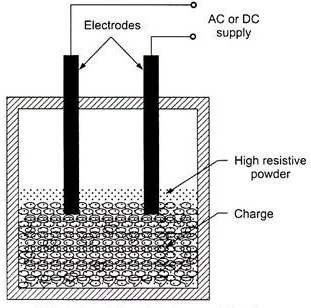 Electrodes
AC or DC
supply
High resistive
powder
Charge